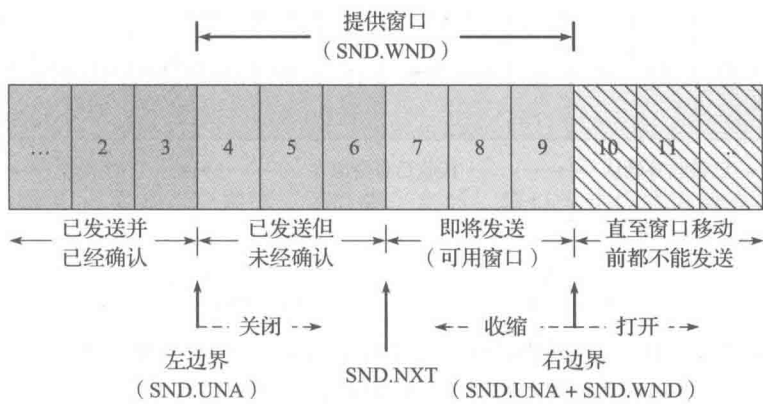 提供窗口
（SND.WND）
… 2 3 4 5 6 7 8 9 10 11 ..
已发送并
已经确认
已发送但
未经确认
即将发送
（可用窗口）
直至窗口移动
前都不能发送
关闭
收缩
打开
左边界
（SND.UNA）
SND.NXT
右边界
（SND.UNA + SND.WND）